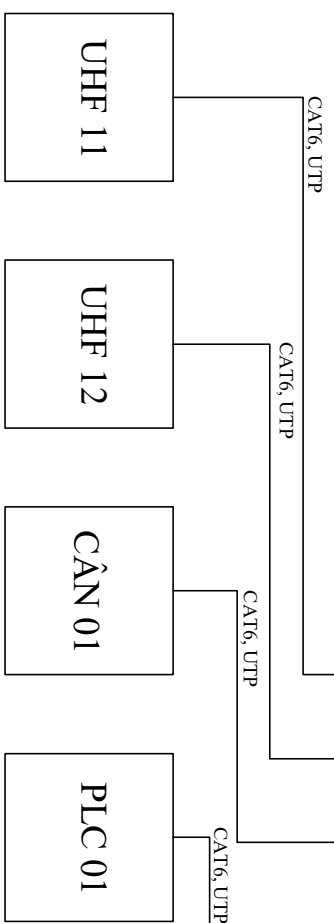 CAT6, UTP
UHF 11
CAT6, UTP
UHF 12
CAT6, UTP
CÂN 01
CAT6, UTP
PLC 01